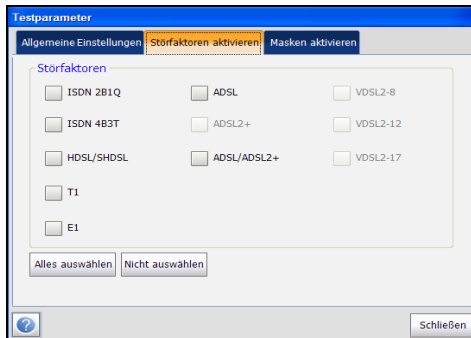 Testparameter
Allgemeine Einstellungen Störfaktoren aktivieren Masken aktivieren
Störfaktoren
ISDN 2B1Q ADSL VDSL2-8
ISDN 4B3T ADSL2+ VDSL2-12
HDSL/SHDSL ADSL/ADSL2+ VDSL2-17
T1
E1
Alles auswählen Nicht auswählen
? Schließen